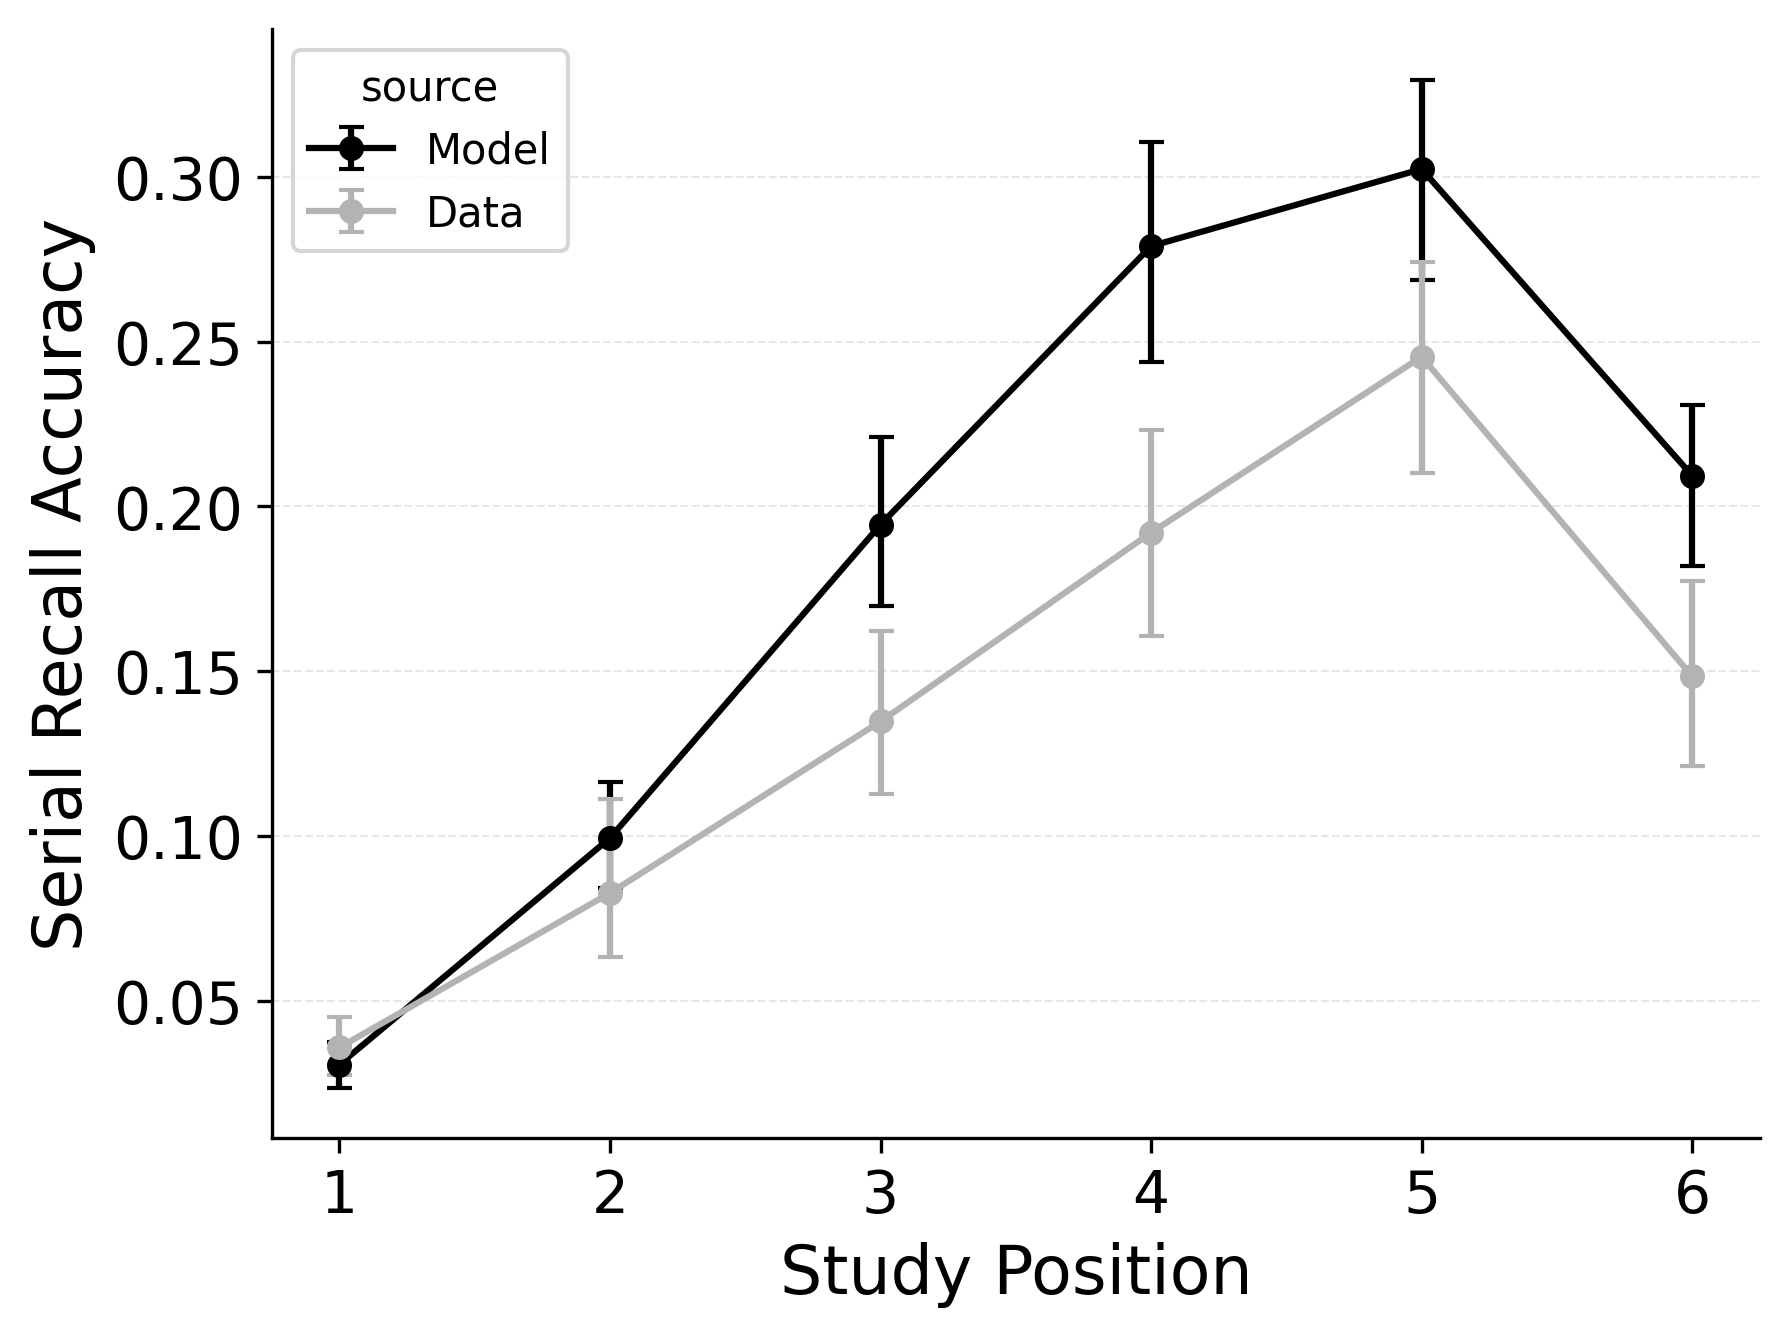 source
Model
Data
Serial Recall Accuracy
0.30
0.25
0.20
0.15
0.10
0.05
1 2 3 4 5 6
Study Position